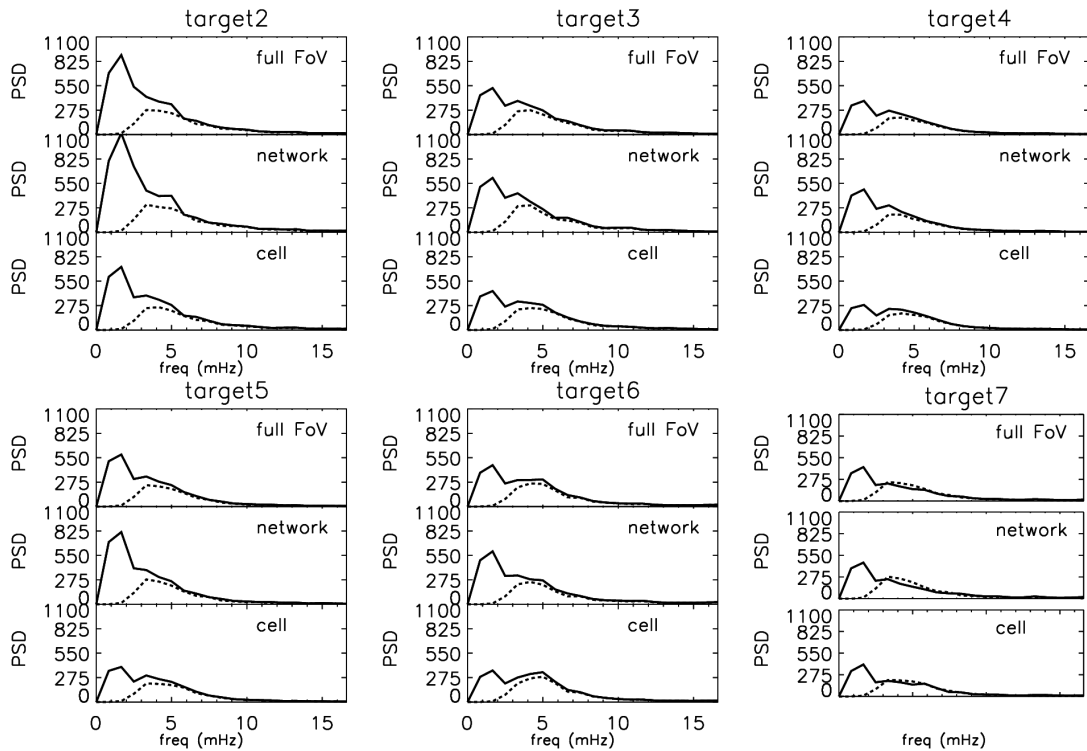 target2 target3 target4
1100 1100 1100
full FoV full FoV full FoV
825 825 825
PSD PSD PSD
550 550 550
275 275 275
0 0 0
1100 1100 1100
network network network
825 825 825
PSD PSD PSD
550 550 550
275 275 275
0 0 0
1100 1100 1100
cell cell cell
825 825 825
PSD PSD PSD
550 550 550
275 275 275
0 0 0
0 5 10 15 0 5 10 15 0 5 10 15
freq (mHz) freq (mHz) freq (mHz)
target5 target6 target7
1100 1100 1100
full FoV full FoV full FoV
825 825 825
PSD PSD PSD
550 550 550
275 275 275
0 0 0
1100 1100 1100
network network network
825 825 825
PSD PSD PSD
550 550 550
275 275 275
0 0 0
1100 1100 1100
cell cell cell
825 825 825
PSD PSD PSD
550 550 550
275 275 275
0 0 0
0 5 10 15 0 5 10 15
freq (mHz) freq (mHz) freq (mHz)